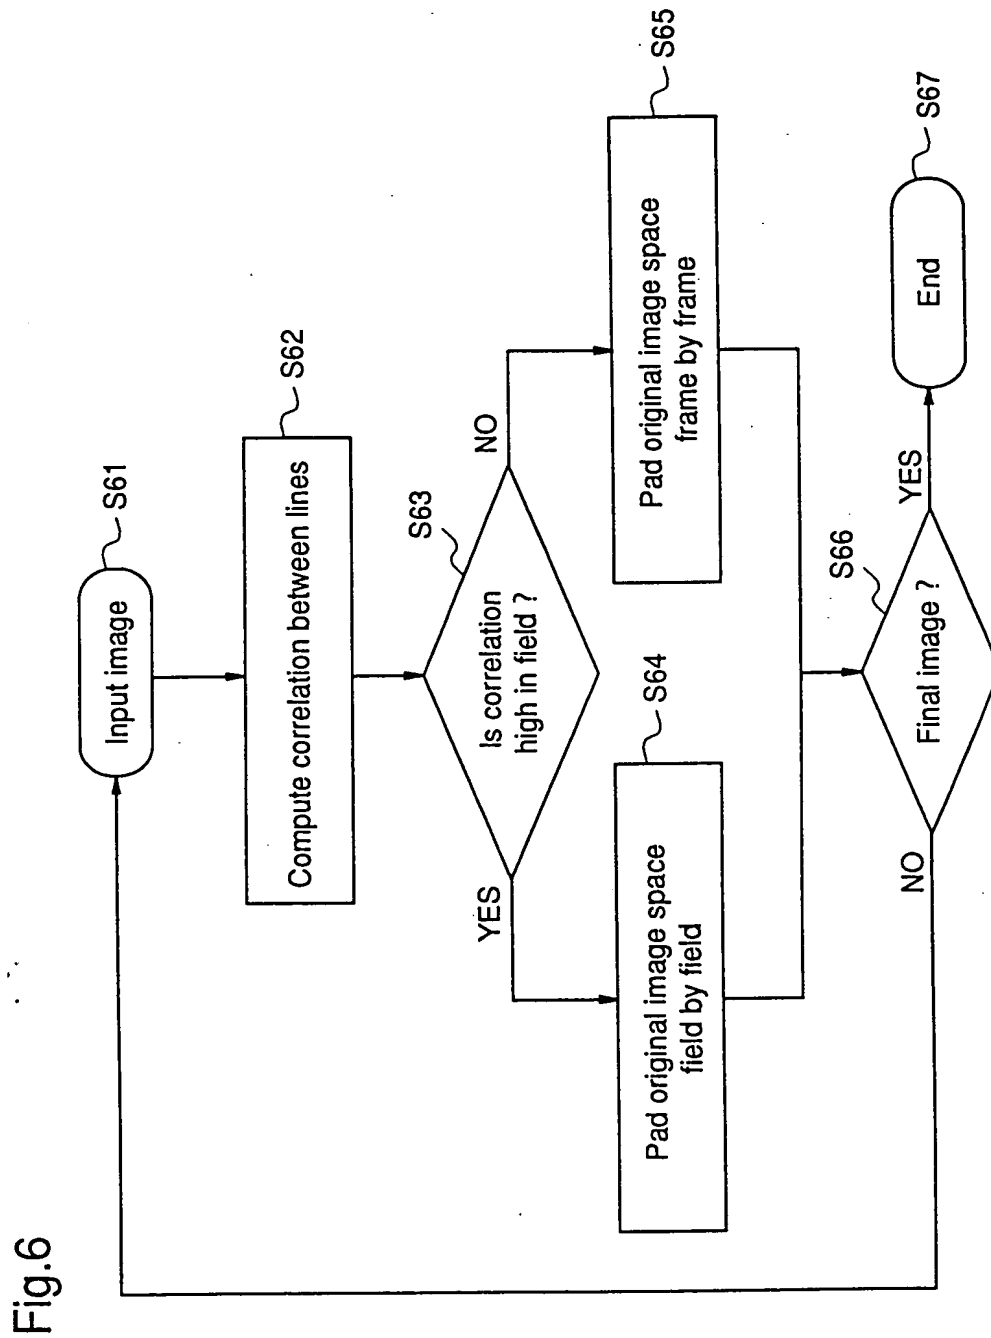 Fig.6
Input image
S61
Compute correlation between lines
S62
Is correlation
high in field ?
S63
YES
NO
Pad original image space
field by field
S64
Pad original image space
frame by frame
S65
Final image ?
S66
NO
YES
End
S67